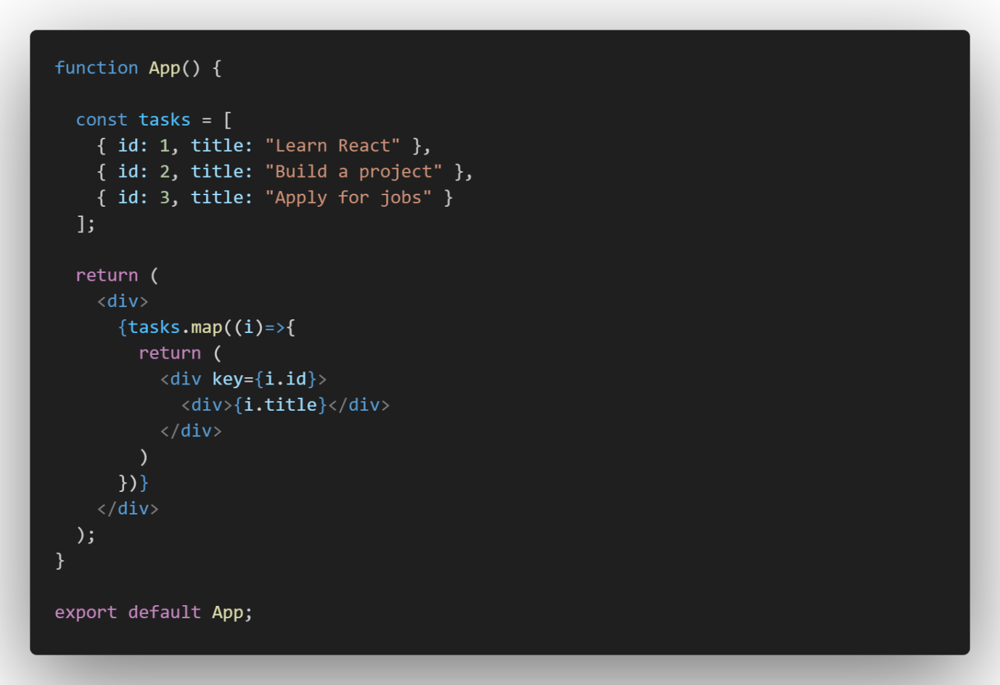 function App() {
  const tasks = [
    { id: 1, title: "Learn React" },
    { id: 2, title: "Build a project" },
    { id: 3, title: "Apply for jobs" }
  ];
  return (
    <div>
      {tasks.map((i)=>{
        return (
          <div key={i.id}>
            <div>{i.title}</div>
          </div>
        )
      })}
    </div>
  );
}
export default App;